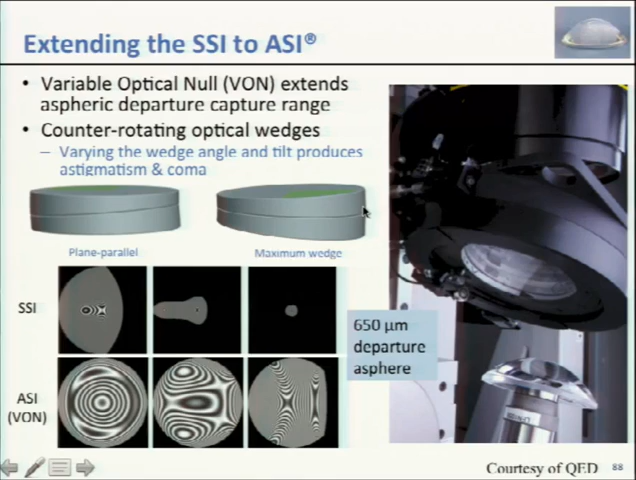 Extending the SSI to ASI®
• Variable Optical Null (VON) extends
aspheric departure capture range
• Counter-rotating optical wedges
– Varying the wedge angle and tilt produces
astigmatism & coma
Plane-parallel
Maximum wedge
SSI
650 µm
departure
asphere
ASI
(VON)
Courtesy of QED
88